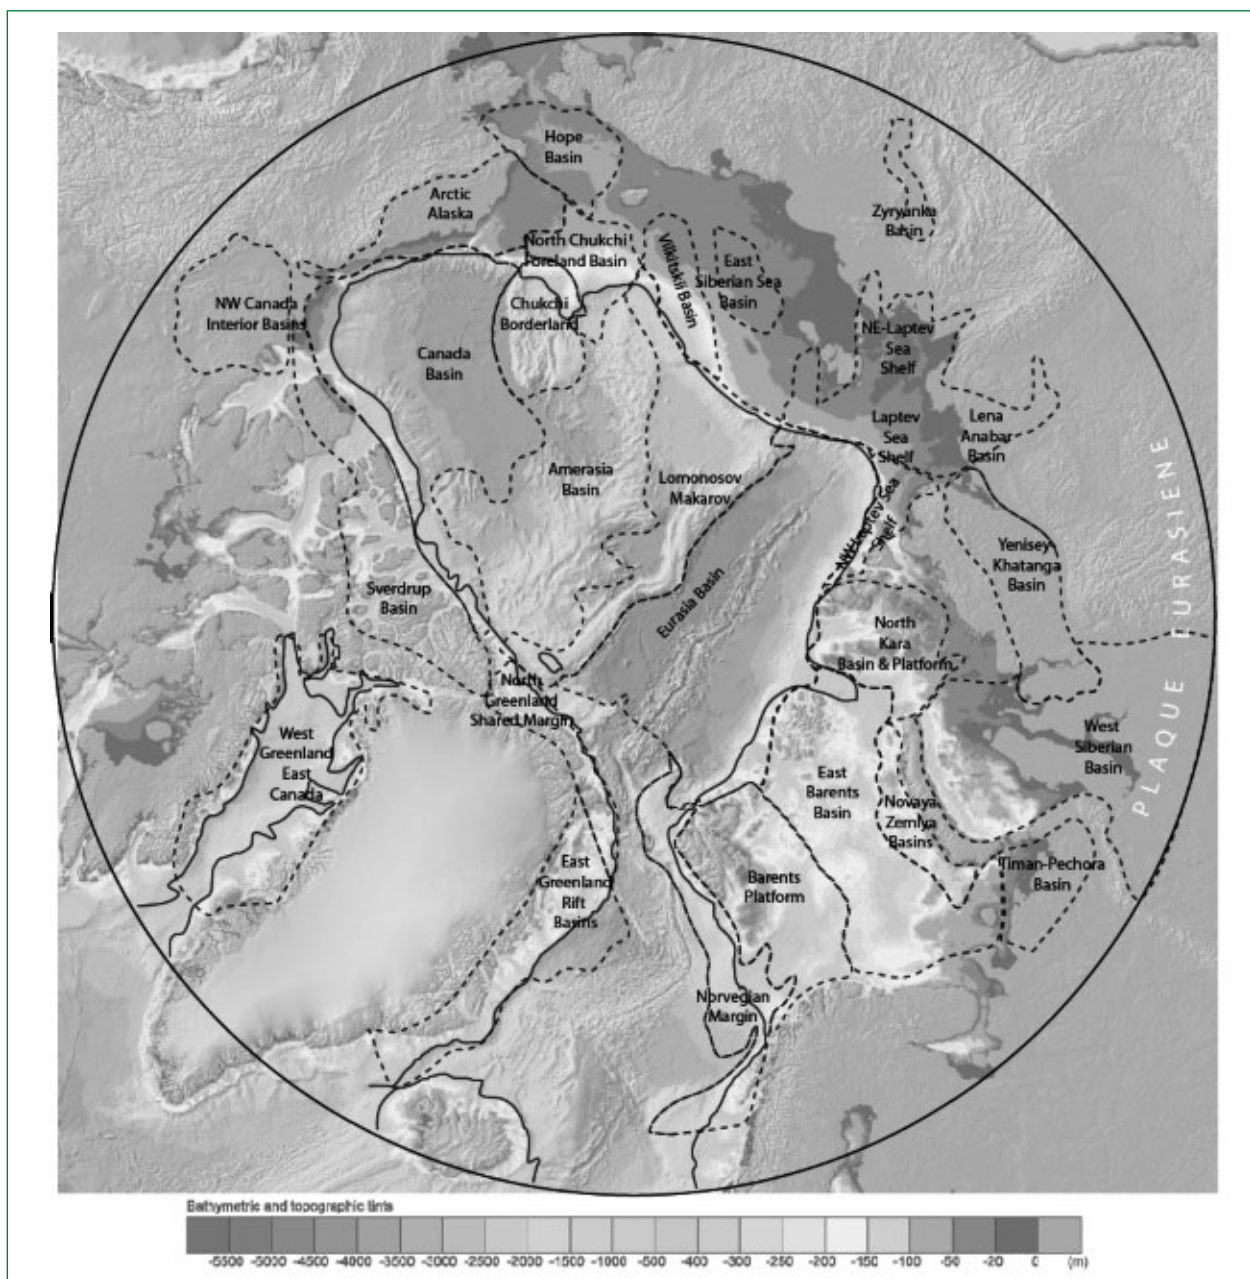 Hope
Basin
Arctic
Alaska
Zyryanka
Basin
North Chukchi
Foreland Basin
Vilkitskii Basin
East
Siberian Sea
Basin
NW Canada
Interior Basins
Chukchi
Borderland
NE-Laptev
Sea
Shelf
Canada
Basin
Laptev
Sea
Shelf
Lena
Anabar
Basin
Amerasia
Basin
Lomonosov
Makarov
NW Laptev Sea
Shelf
Yenisey
Khatanga
Basin
PLAQUE EURASIENE
Sverdrup
Basin
Eurasia Basin
North
Kara
Basin & Platform
North
Greenland
Shared Margin
West
Greenland
East
Canada
West
Siberian
Basin
East
Barents
Basin
Novaya
Zemlya
Basins
East
Greenland
Rift
Basins
Barents
Platform
Timan-Pechora
Basin
Norwegian
Margin
Bathymetric and topographic tints
-5500 -5000 -4000 -3000 -2500 -2000 -1500 -1000 -500 -400 -300 -200 -150 -100 -50 -20 0 (m)